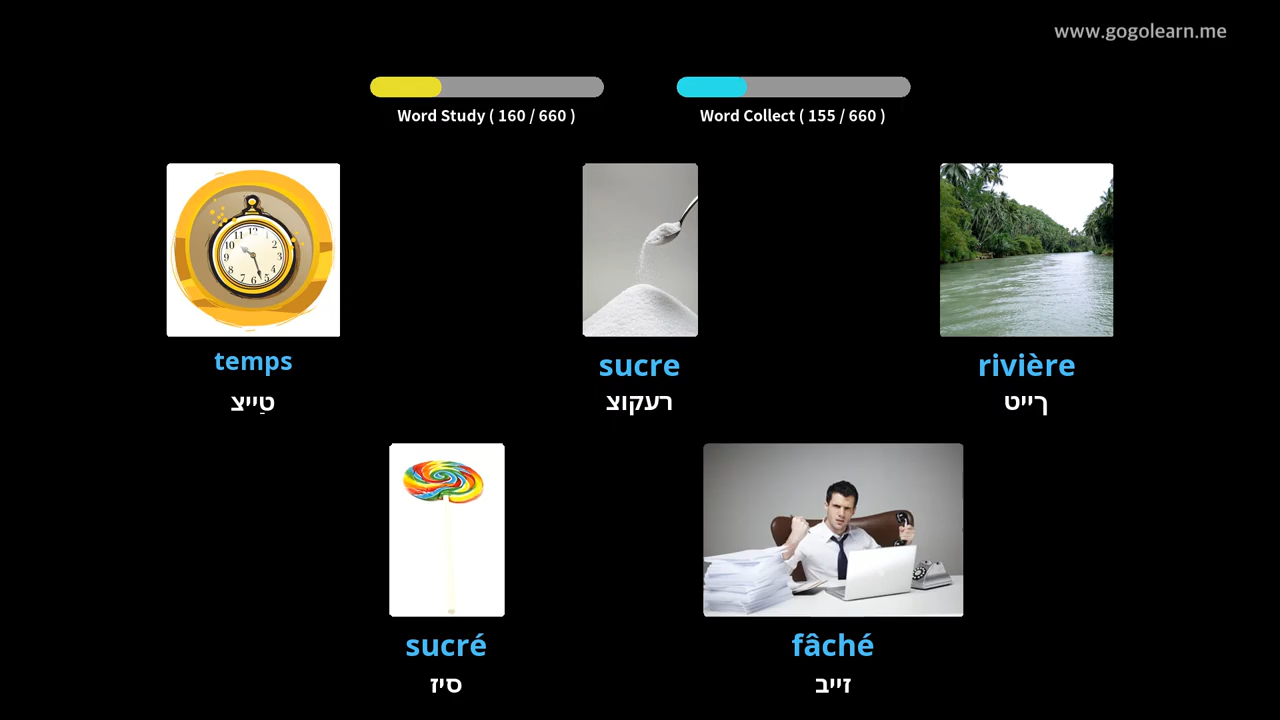 www.gogolearn.me
Word Study ( 160 / 660 )
Word Collect ( 155 / 660 )
temps
טַייצ
sucre
רעקוצ
rivière
ךייט
sucré
סיז
fâché
זייב